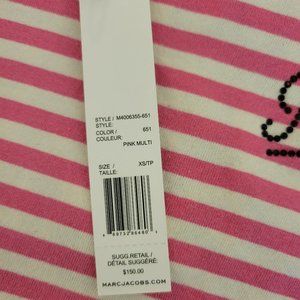 STYLE / M4006355-651
STYLE:
COLOR / 651
COULEUR:
PINK MULTI
SIZE / XS/TP
TAILLE:
SUGG.RETAIL /
DÉTAIL SUGGÉRÉ:
$150.00
MARCJACOBS.COM